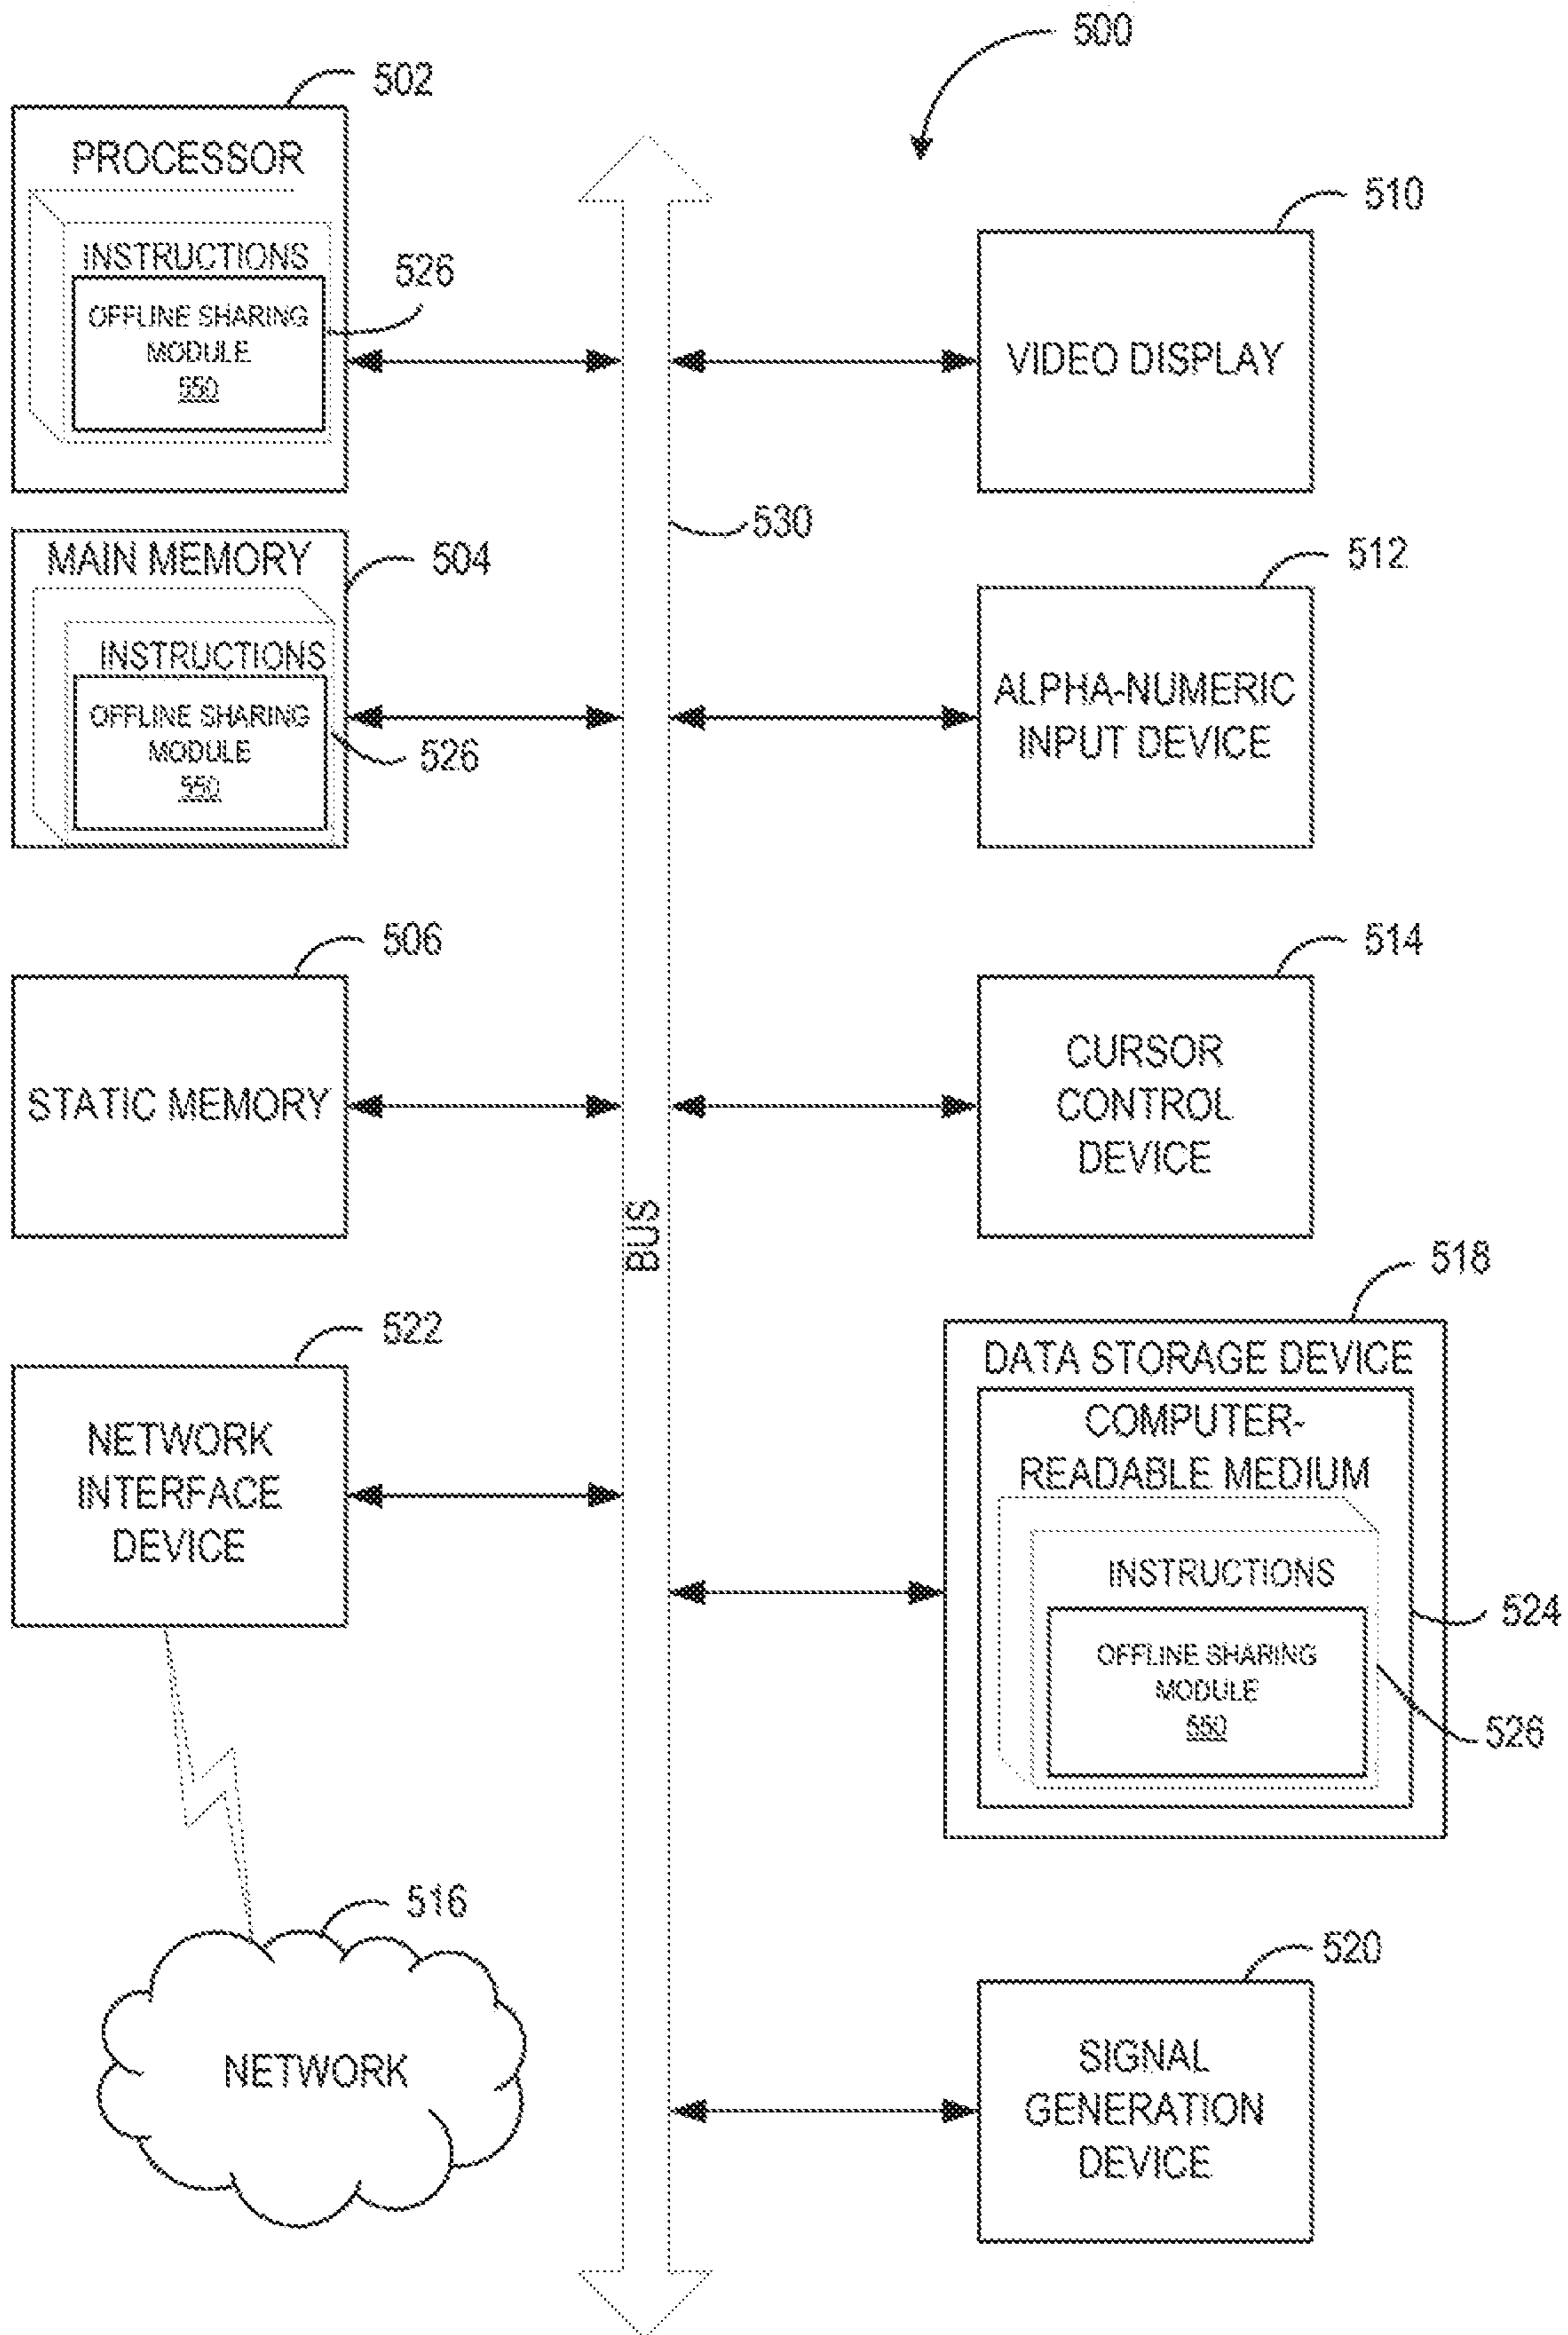 500
502
PROCESSOR
INSTRUCTIONS
OFFLINE SHARING
MODULE
550
526
510
VIDEO DISPLAY
530
MAIN MEMORY
504
INSTRUCTIONS
OFFLINE SHARING
MODULE
550
526
512
ALPHA-NUMERIC
INPUT DEVICE
506
STATIC MEMORY
514
CURSOR
CONTROL
DEVICE
BUS
522
NETWORK
INTERFACE
DEVICE
518
DATA STORAGE DEVICE
COMPUTER-
READABLE MEDIUM
INSTRUCTIONS
OFFLINE SHARING
MODULE
550
524
526
516
NETWORK
520
SIGNAL
GENERATION
DEVICE